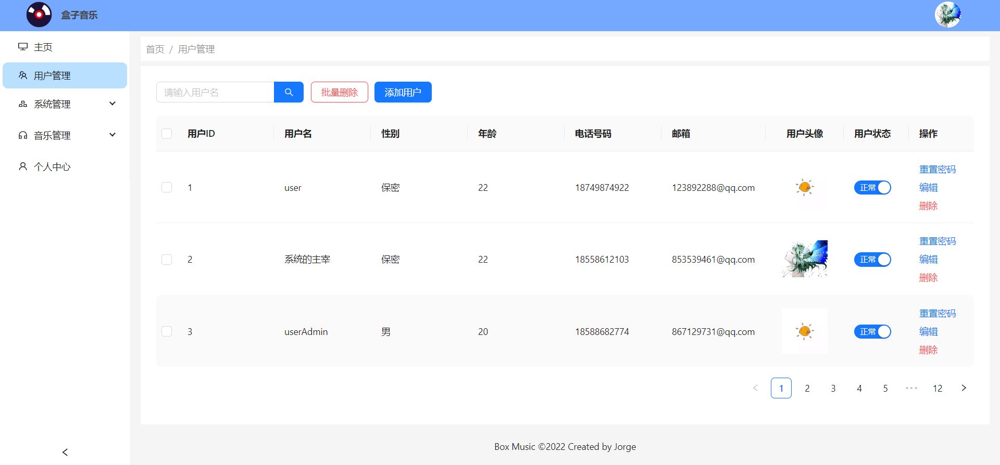 盒子音乐
主页
用户管理
系统管理
音乐管理
个人中心
首页 / 用户管理
请输入用户名 批量删除 添加用户
用户ID 用户名 性别 年龄 电话号码 邮箱 用户头像 用户状态 操作
1 user 保密 22 18749874922 123892288@qq.com 正常 重置密码 编辑 删除
2 系统的主宰 保密 22 18558612103 853539461@qq.com 正常 重置密码 编辑 删除
3 userAdmin 男 20 18588682774 867129731@qq.com 正常 重置密码 编辑 删除
< 1 2 3 4 5 ••• 12 >
Box Music ©2022 Created by Jorge